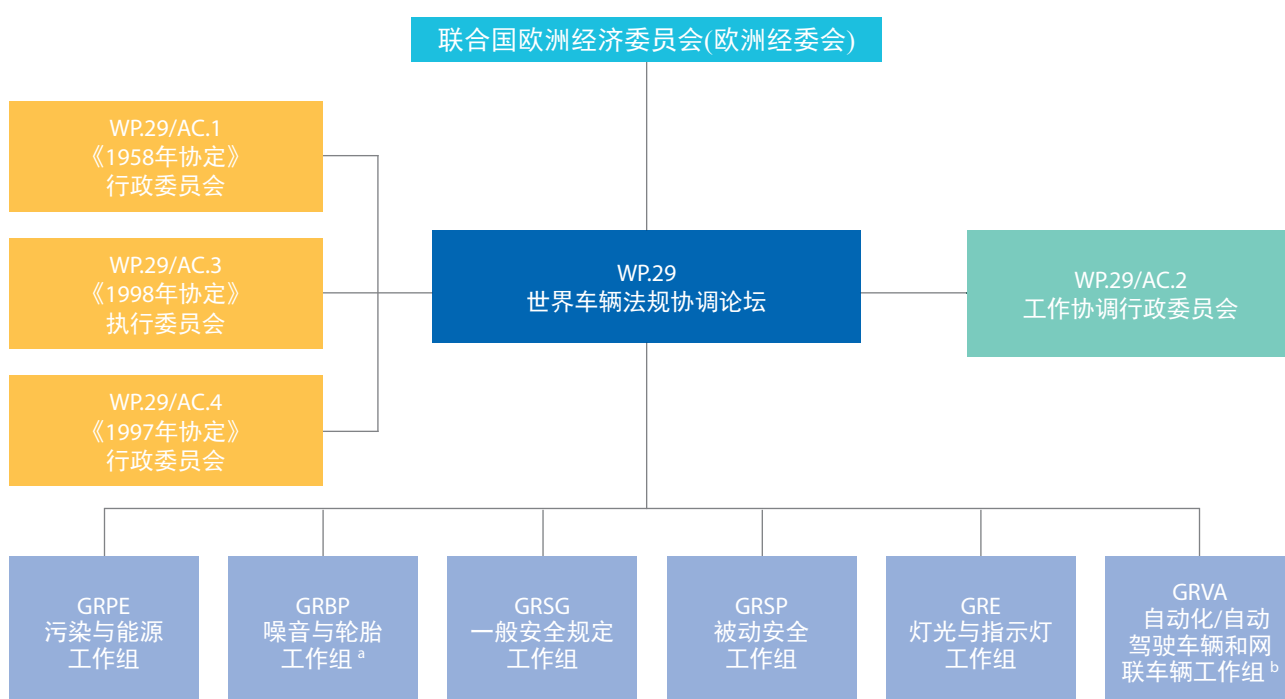 联合国欧洲经济委员会(欧洲经委会)
WP.29/AC.1
《1958年协定》
行政委员会
WP.29/AC.3
《1998年协定》
执行委员会
WP.29/AC.4
《1997年协定》
行政委员会
WP.29
世界车辆法规协调论坛
WP.29/AC.2
工作协调行政委员会
GRPE
污染与能源
工作组
GRBP
噪音与轮胎
工作组 a
GRSG
一般安全规定
工作组
GRSP
被动安全
工作组
GRE
灯光与指示灯
工作组
GRVA
自动化/自动
驾驶车辆和网
联车辆工作组 b